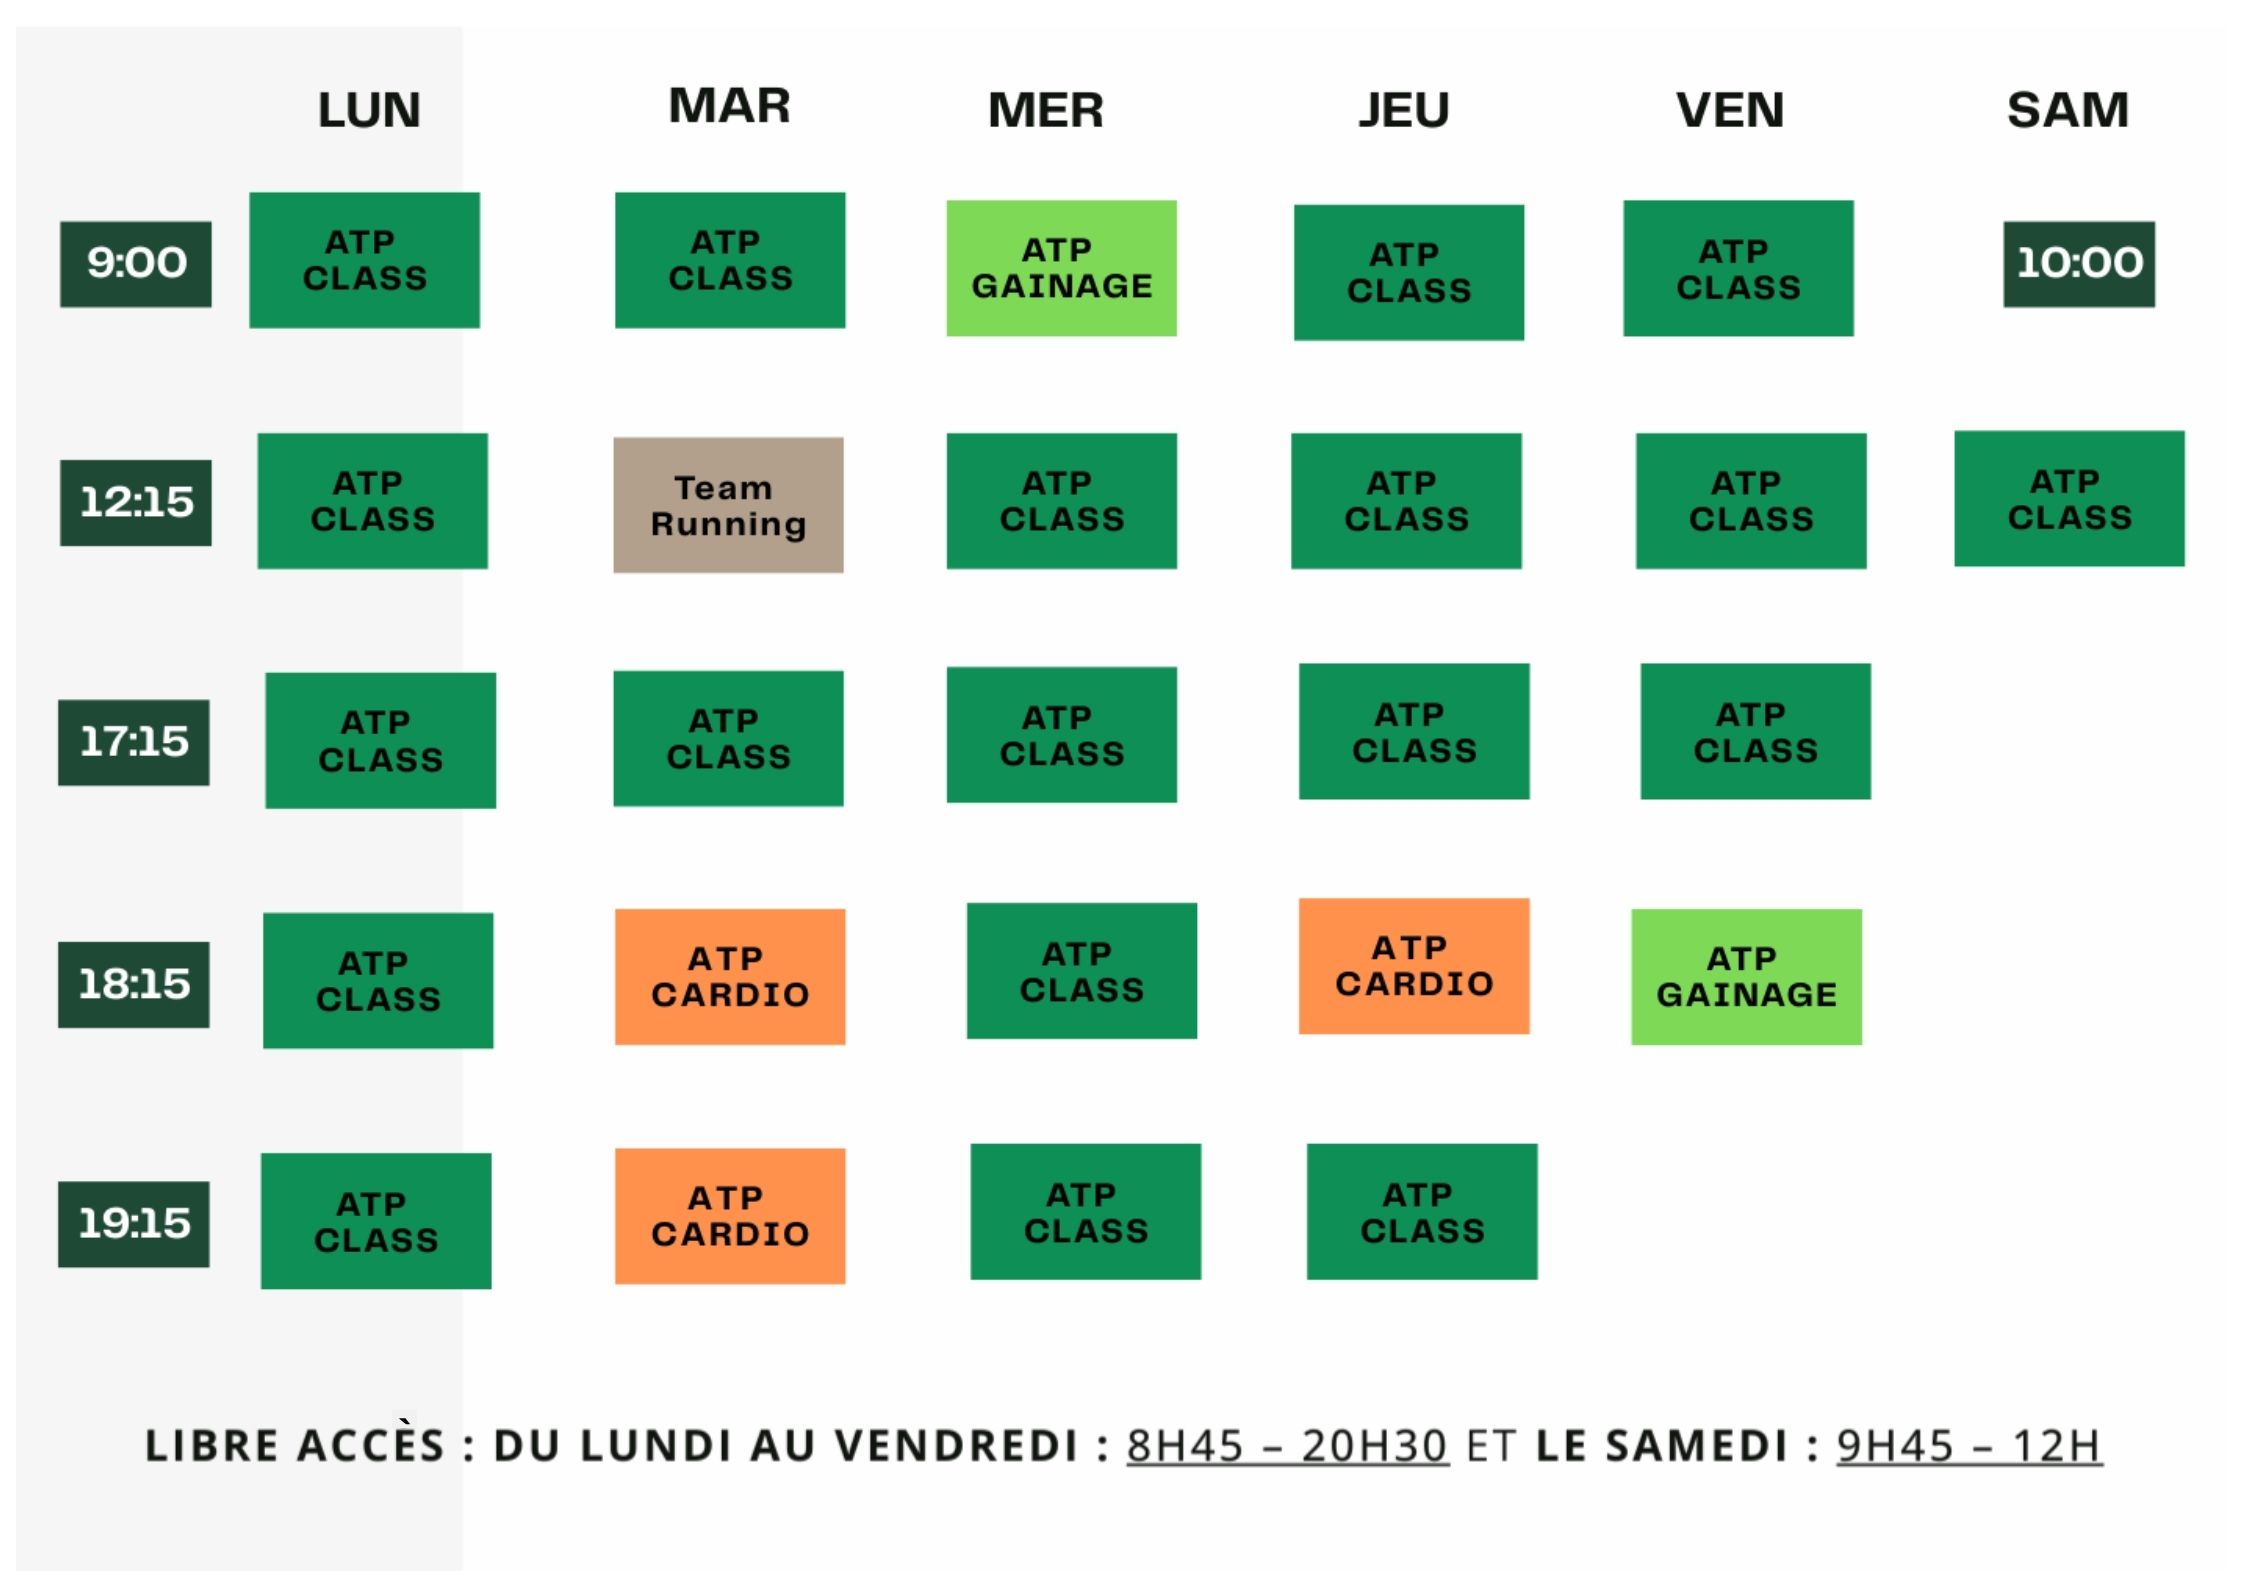 LUN MAR MER JEU VEN SAM
9:00 ATP CLASS ATP CLASS ATP GAINAGE ATP CLASS ATP CLASS 10:00
12:15 ATP CLASS Team Running ATP CLASS ATP CLASS ATP CLASS ATP CLASS
17:15 ATP CLASS ATP CLASS ATP CLASS ATP CLASS ATP CLASS
18:15 ATP CLASS ATP CARDIO ATP CLASS ATP CARDIO ATP GAINAGE
19:15 ATP CLASS ATP CARDIO ATP CLASS ATP CLASS
LIBRE ACCÈS : DU LUNDI AU VENDREDI : 8H45 – 20H30 ET LE SAMEDI : 9H45 – 12H